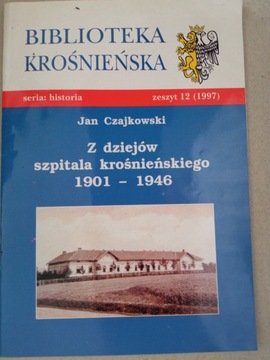 BIBLIOTEKA
KROŚNIEŃSKA
seria: historia zeszyt 12 (1997)
Jan Czajkowski
Z dziejów
szpitala krośnieńskiego
1901 – 1946